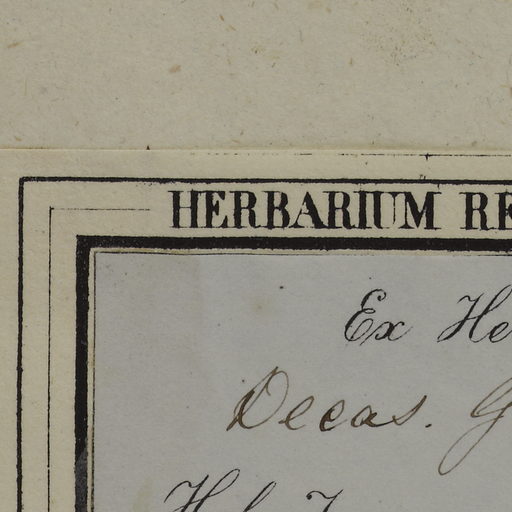 HERBARIUM RE
Ex He
Decas. G